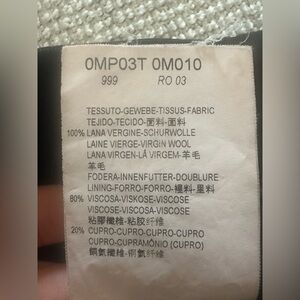 0MP03T 0M010
999 RO 03
TESSUTO-GEWEBE-TISSUS-FABRIC
TEJIDO-TECIDO-面料-面料
100% LANA VERGINE-SCHURWOLLE
LAINE VIERGE-VIRGIN WOOL
LANA VIRGEN-LÃ VIRGEM-羊毛
羊毛
FODERA-INNENFUTTER-DOUBLURE
LINING-FORRO-FORRO-裡料-里料
80% VISCOSA-VISKOSE-VISCOSE
VISCOSE-VISCOSA-VISCOSE
粘膠纖維-粘胶纤维
20% CUPRO-CUPRO-CUPRO-CUPRO
CUPRO-CUPRAMÔNIO (CUPRO)
銅氨纖維-铜氨纤维